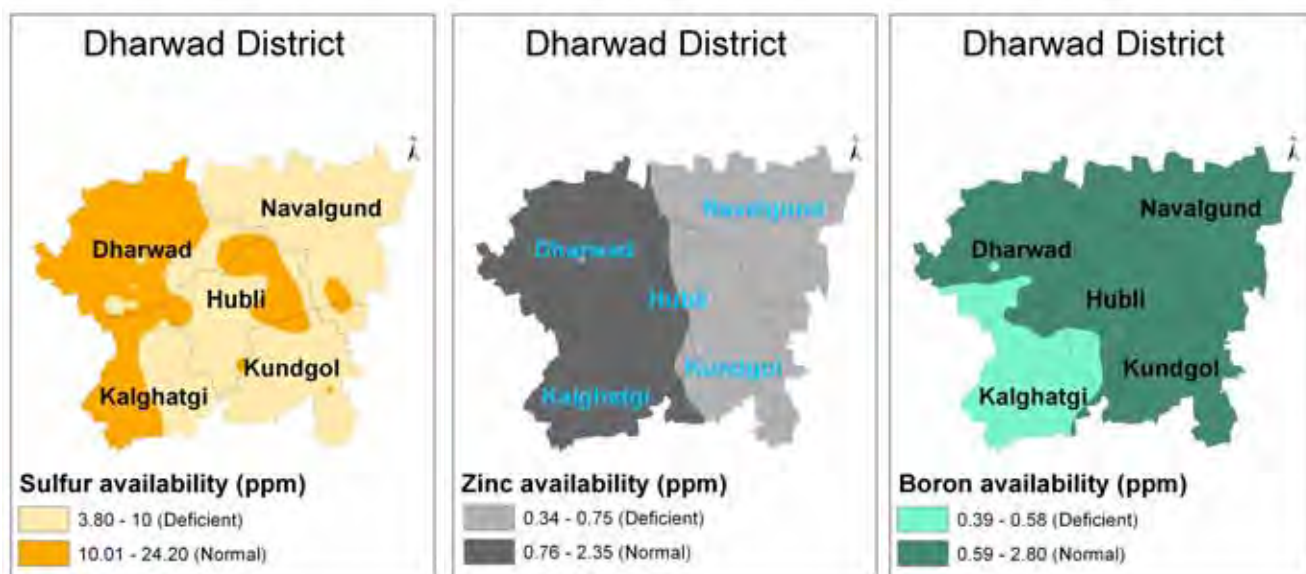 Dharwad District
Navalgund
Dharwad
Hubli
Kundgol
Kalghatgi
Sulfur availability (ppm)
3.80 - 10 (Deficient)
10.01 - 24.20 (Normal)
Dharwad District
Navalgund
Dharwad
Hubli
Kundgol
Kalghatgi
Zinc availability (ppm)
0.34 - 0.75 (Deficient)
0.76 - 2.35 (Normal)
Dharwad District
Navalgund
Dharwad
Hubli
Kundgol
Kalghatgi
Boron availability (ppm)
0.39 - 0.58 (Deficient)
0.59 - 2.80 (Normal)